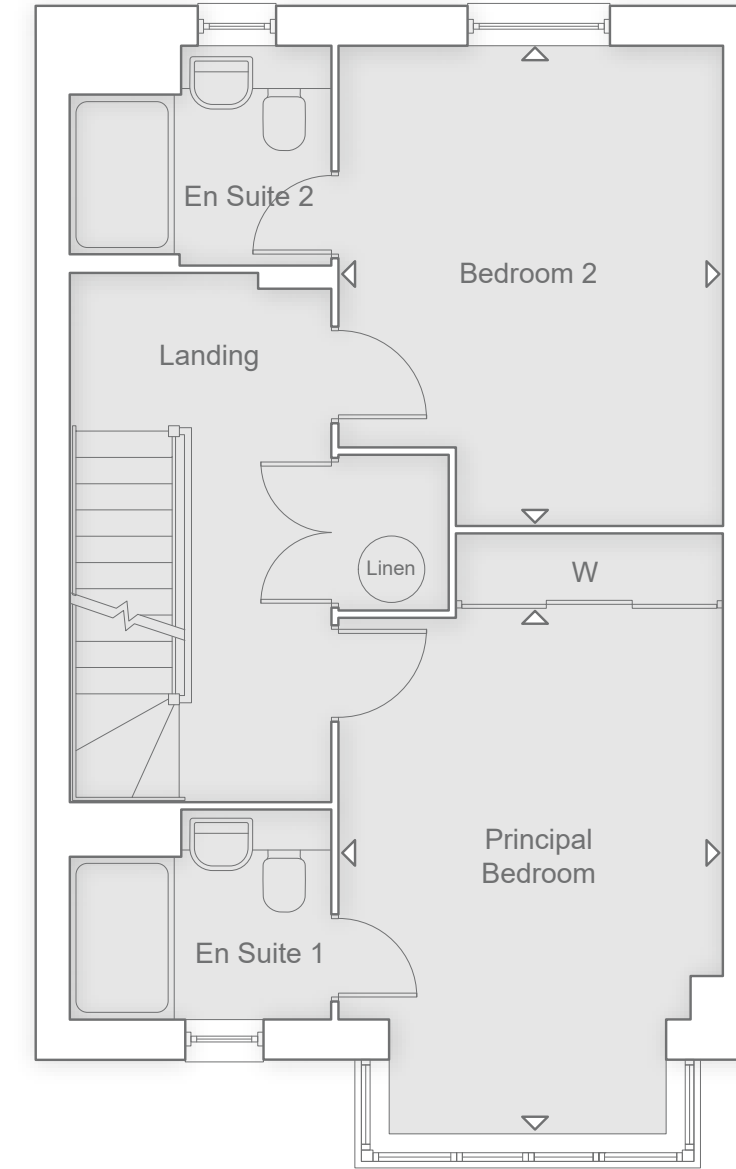 En Suite 2
Bedroom 2
Landing
Linen
W
Principal
Bedroom
En Suite 1